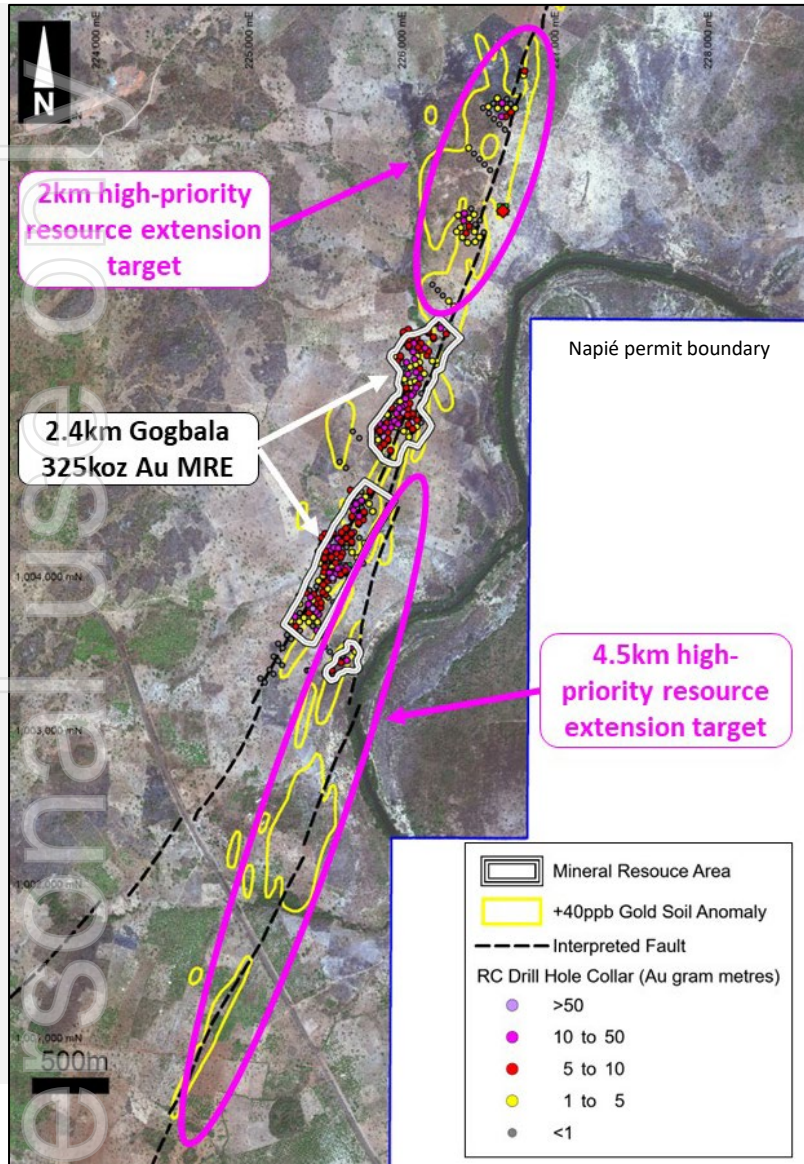 224,000 mE
225,000 mE
226,000 mE
227,000 mE
228,000 mE
N
2km high-priority
resource extension
target
Napié permit boundary
2.4km Gogbala
325koz Au MRE
1,004,000 mN
4.5km high-
priority resource
extension target
1,003,000 mN
1,002,000 mN
1,001,000 mN
500m
Mineral Resouce Area
+40ppb Gold Soil Anomaly
Interpreted Fault
RC Drill Hole Collar (Au gram metres)
>50
10 to 50
5 to 10
1 to 5
<1
ersonal use only